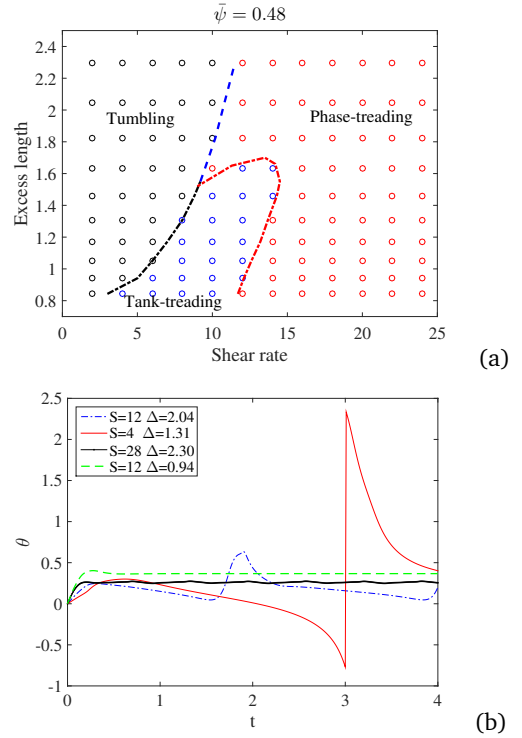 ψ̄ = 0.48
2.4
2.2
2
1.8
1.6
1.4
1.2
1
0.8
Excess length
Tumbling
Phase-treading
Tank-treading
0 5 10 15 20 25
Shear rate
(a)
2.5
2
1.5
1
0.5
0
-0.5
-1
θ
S=12 Δ=2.04
S=4 Δ=1.31
S=28 Δ=2.30
S=12 Δ=0.94
0 1 2 3 4
t
(b)